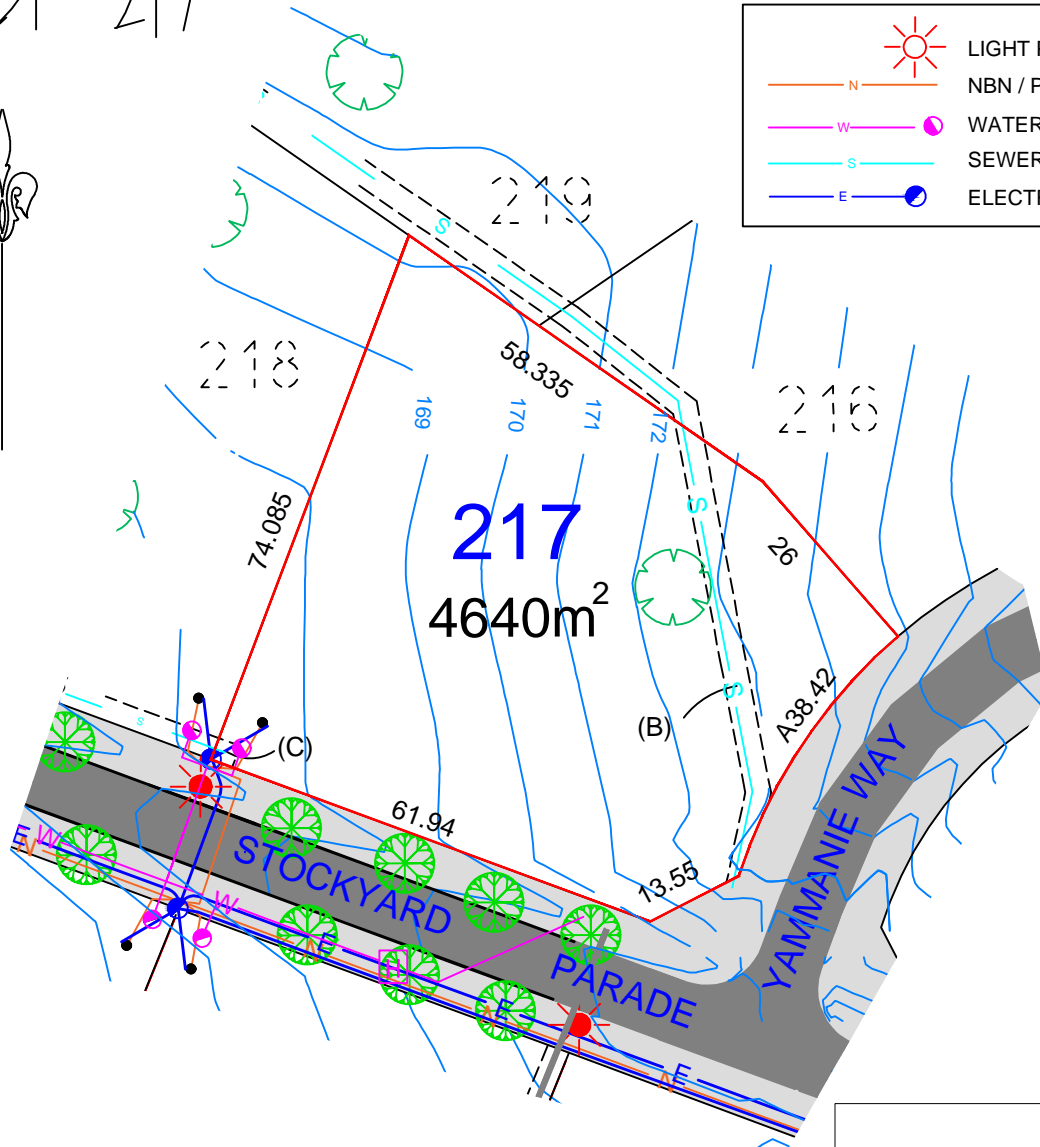 217
LIGHT
NBN / P
N
WATER
W
SEWER
S
E
219
S
218
58.335
216
169
170
171
172
217
4640m²
74.085
S
26
S
(B)
A38.42
(C)
s
61.94
13.55
STOCKYARD
PARADE
YAMMANIE WAY
E
W
N
W
E
N
H
E
N
E
N